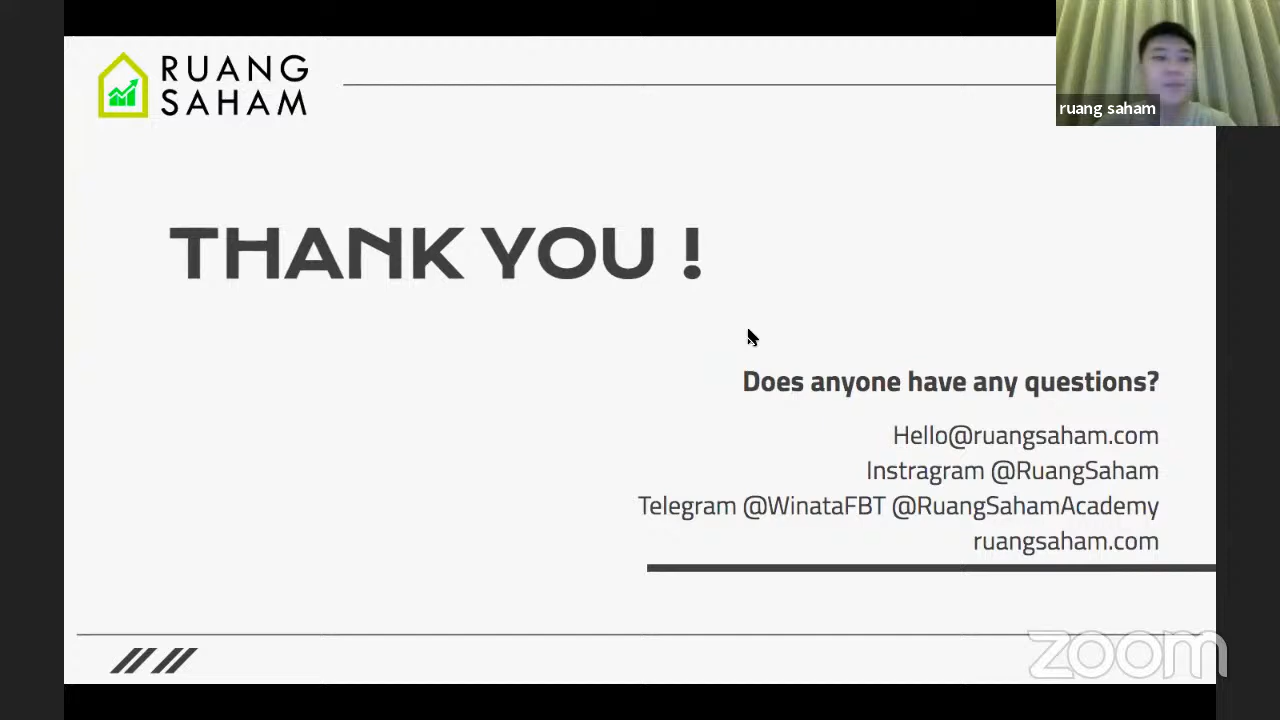 RUANG
SAHAM
ruang saham
THANK YOU !
Does anyone have any questions?
Hello@ruangsaham.com
Instragram @RuangSaham
Telegram @WinataFBT @RuangSahamAcademy
ruangsaham.com
zoom